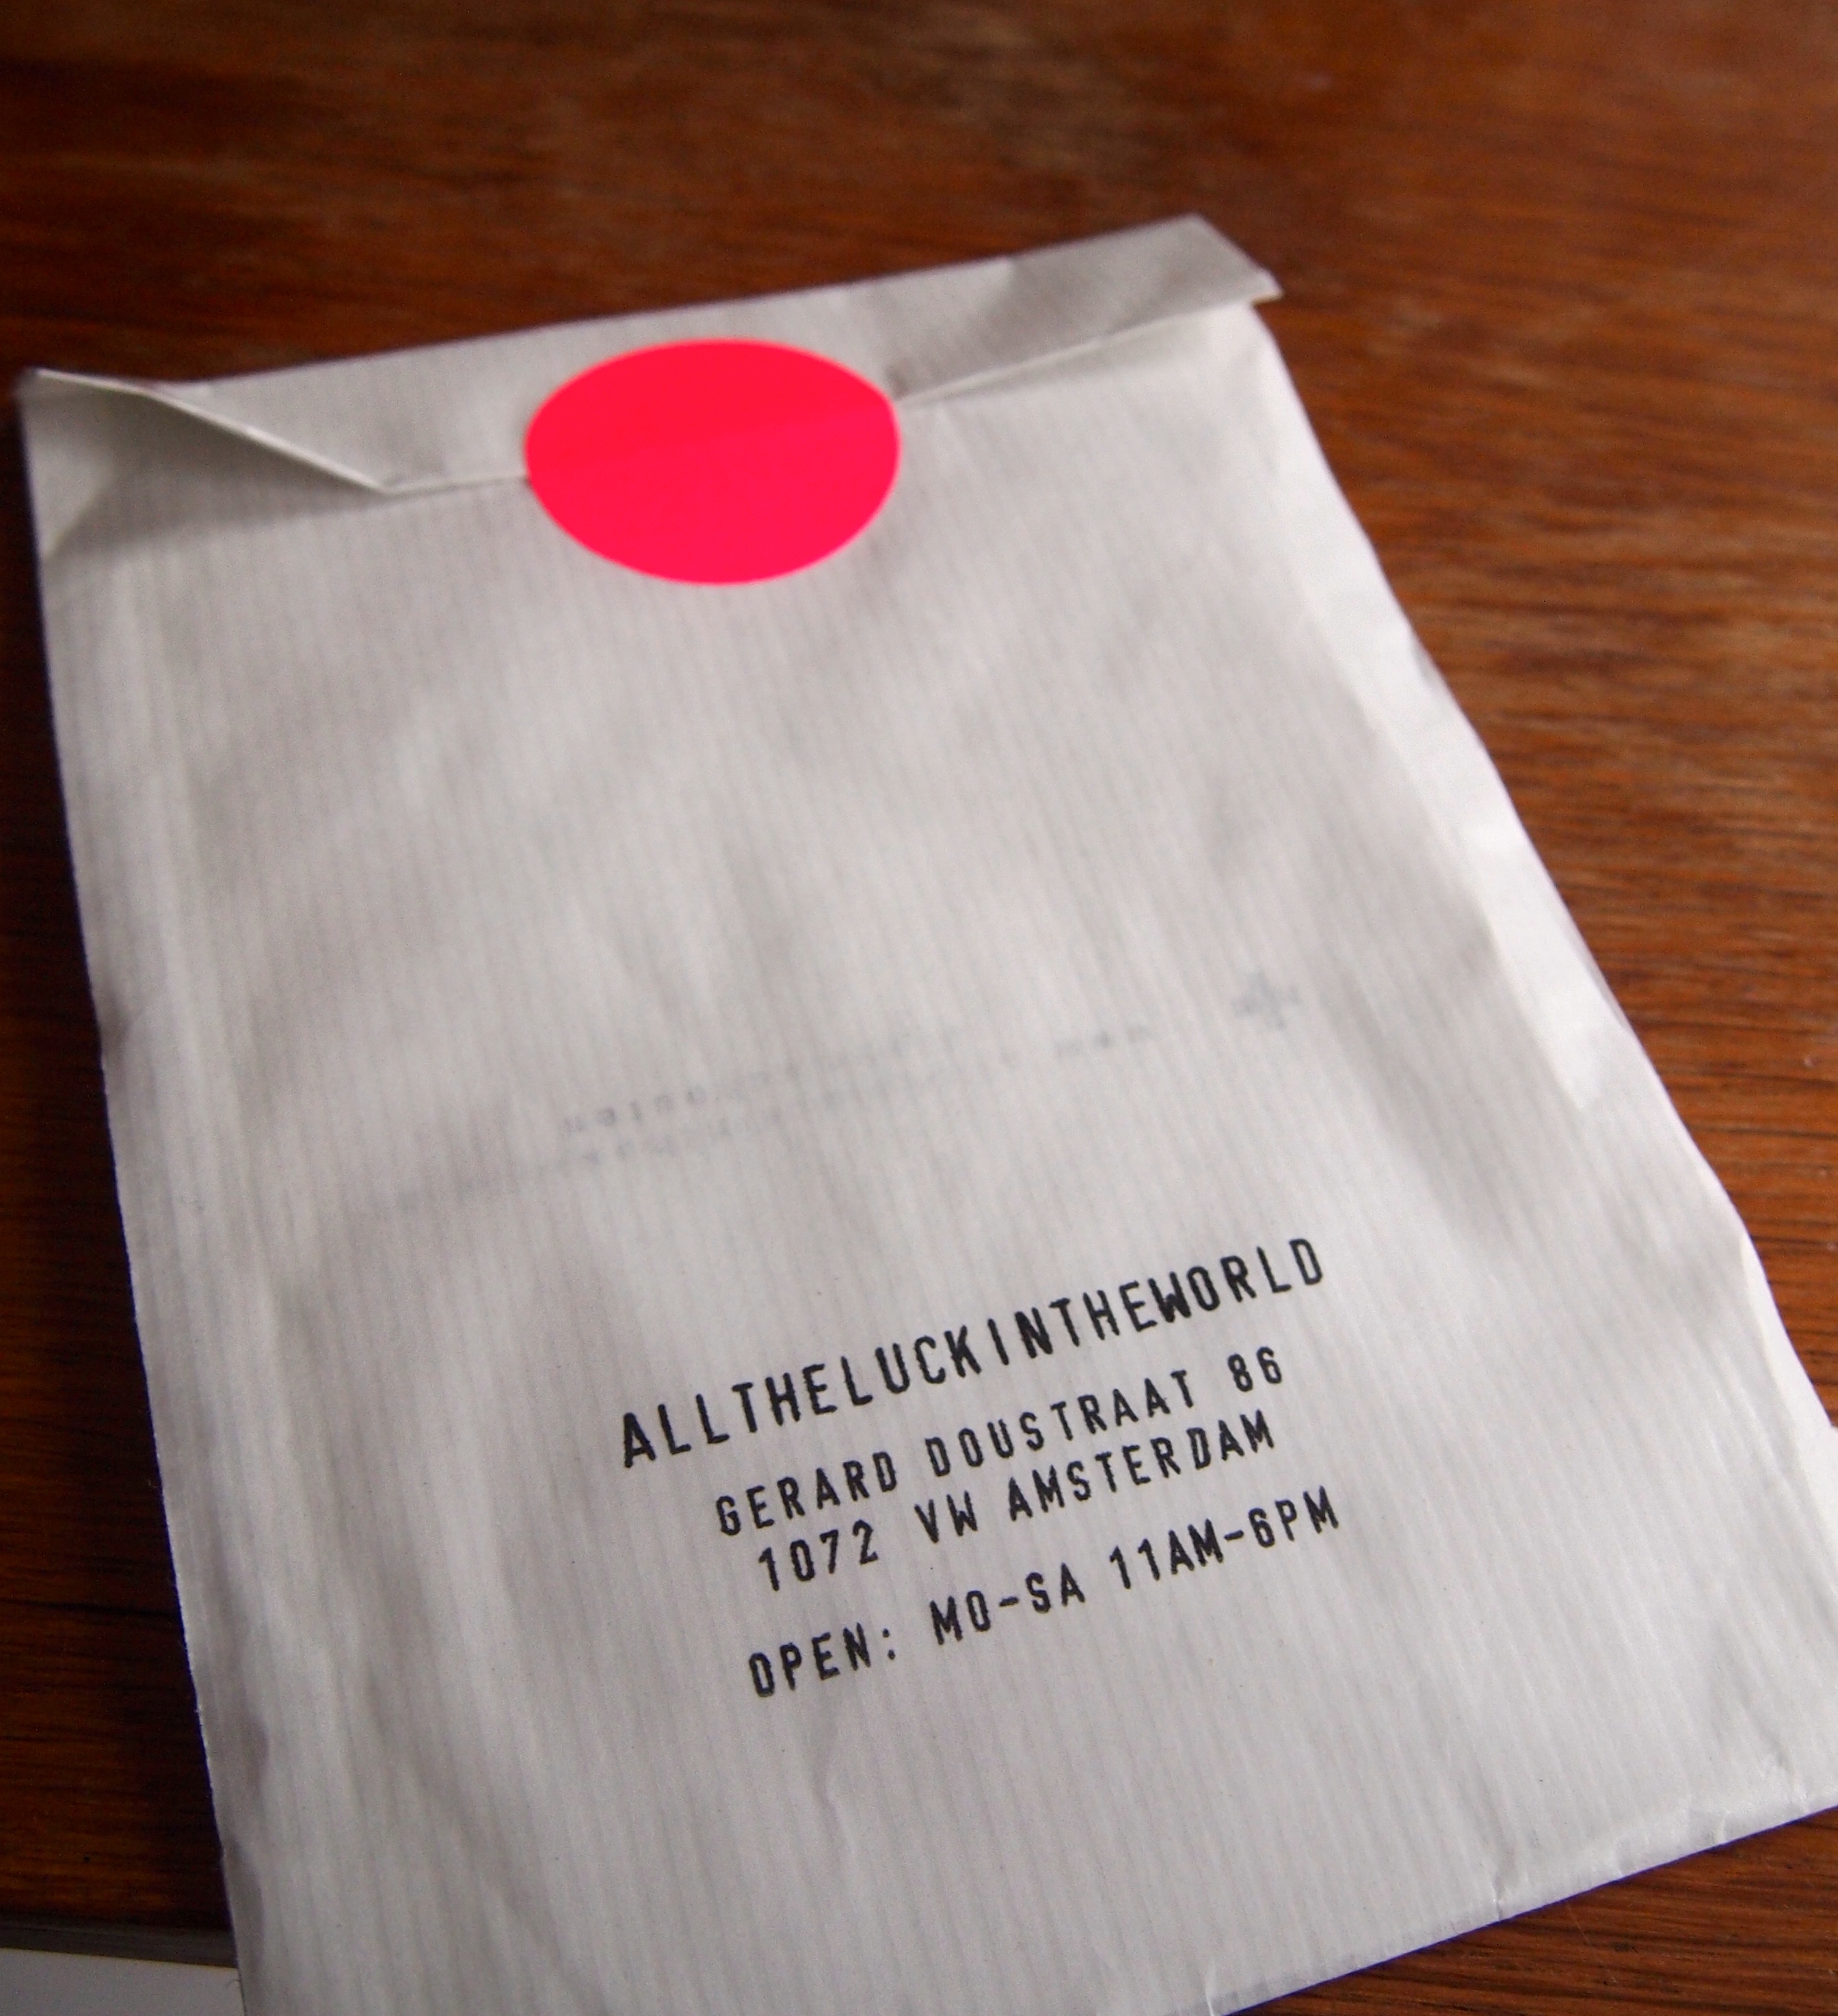 ALLTHELUCKINTHEWORLD
GERARD DOUSTRAAT 86
1072 VW AMSTERDAM
OPEN: MO-SA 11AM-6PM